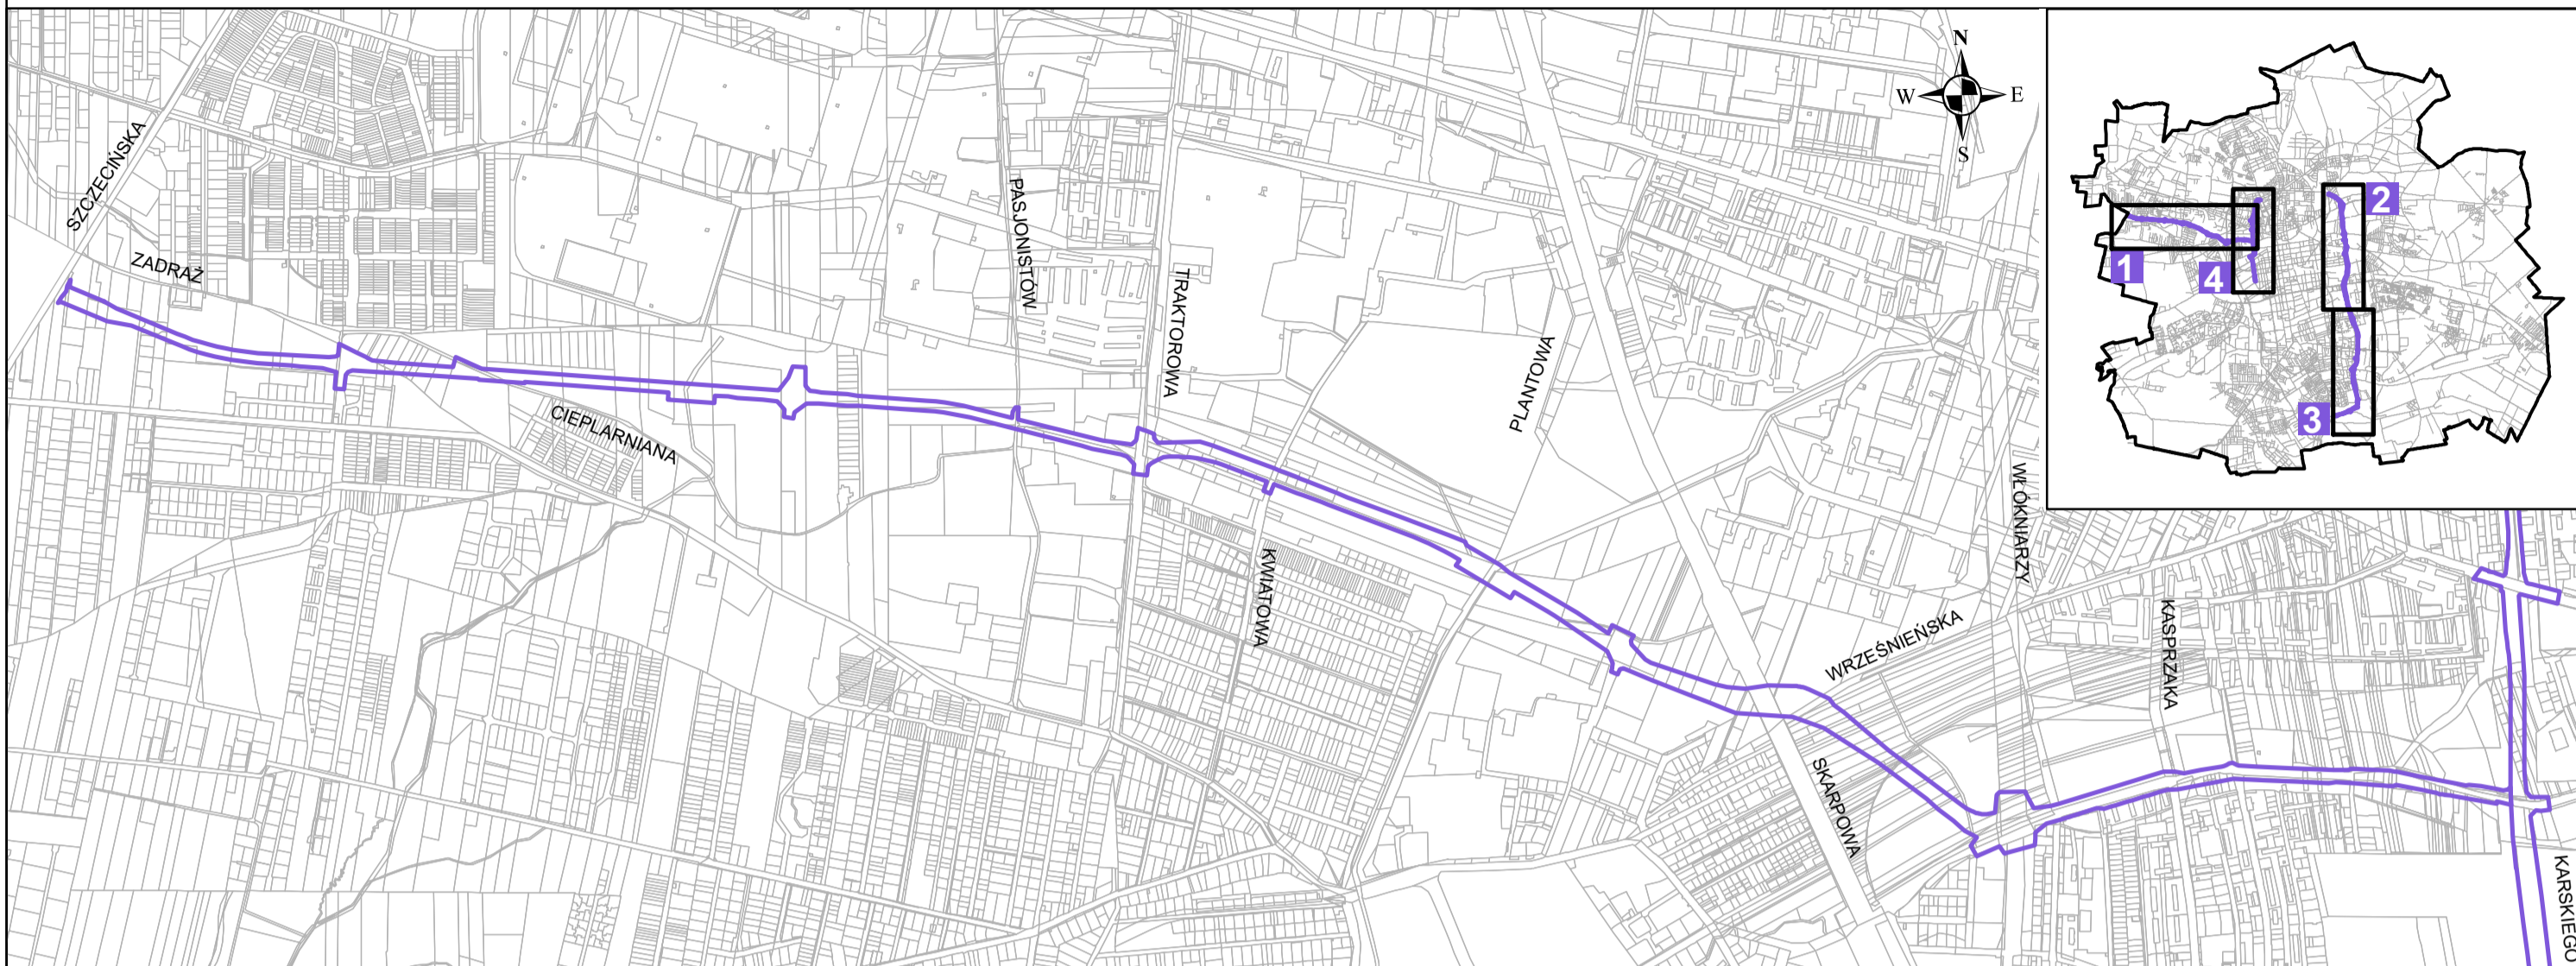 N
W
E
S
SZCZECIŃSKA
ZADRAŻ
CIEPLARNIANA
PASJONISTÓW
TRAKTOROWA
KWIATOWA
PLANTOWA
WŁÓKNIARZY
WRZEŚNIEŃSKA
KASPRZAKA
SKARPOWA
KARSKIEGO
1
2
4
3